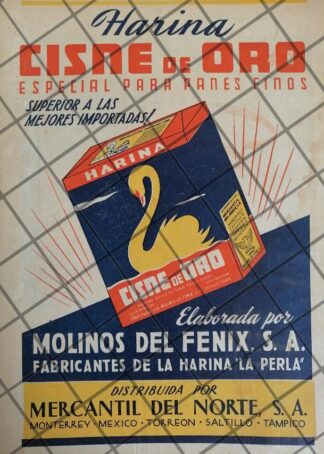 Harina
CISNE DE ORO
ESPECIAL PARA PANES FINOS
SUPERIOR A LAS
MEJORES IMPORTADAS!
HARINA
CISNE DE ORO
Elaborada por
MOLINOS DEL FENIX, S. A.
FABRICANTES DE LA HARINA "LA PERLA"
DISTRIBUIDA POR
MERCANTIL DEL NORTE, S. A.
MONTERREY • MEXICO • TORREON • SALTILLO • TAMPICO